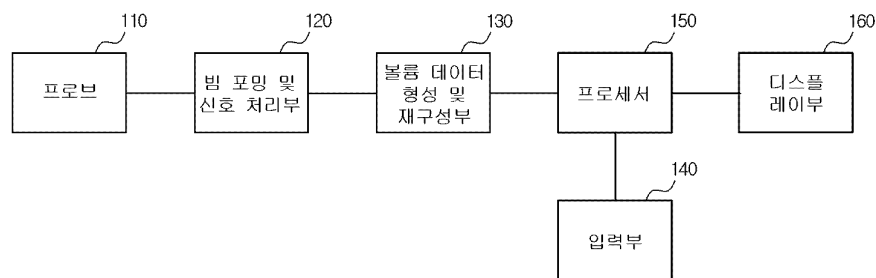 110
120
130
150
160
프로브
빔 포밍 및
신호 처리부
볼륨 데이터
형성 및
재구성부
프로세서
디스플
레이부
140
입력부